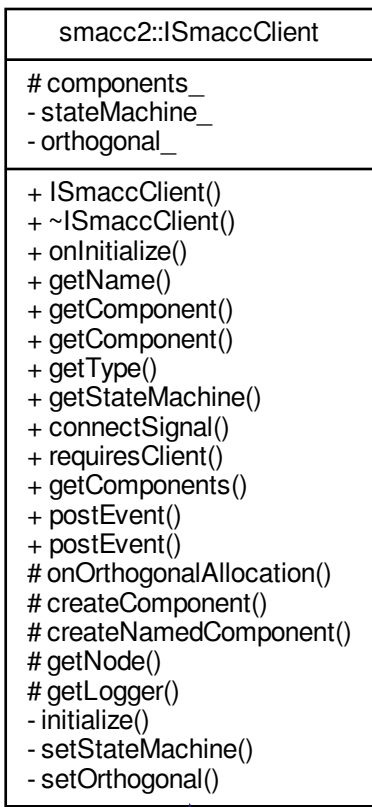 smacc2::ISmaccClient
# components_
- stateMachine_
- orthogonal_
+ ISmaccClient()
+ ~ISmaccClient()
+ onInitialize()
+ getName()
+ getComponent()
+ getComponent()
+ getType()
+ getStateMachine()
+ connectSignal()
+ requiresClient()
+ getComponents()
+ postEvent()
+ postEvent()
# onOrthogonalAllocation()
# createComponent()
# createNamedComponent()
# getNode()
# getLogger()
- initialize()
- setStateMachine()
- setOrthogonal()